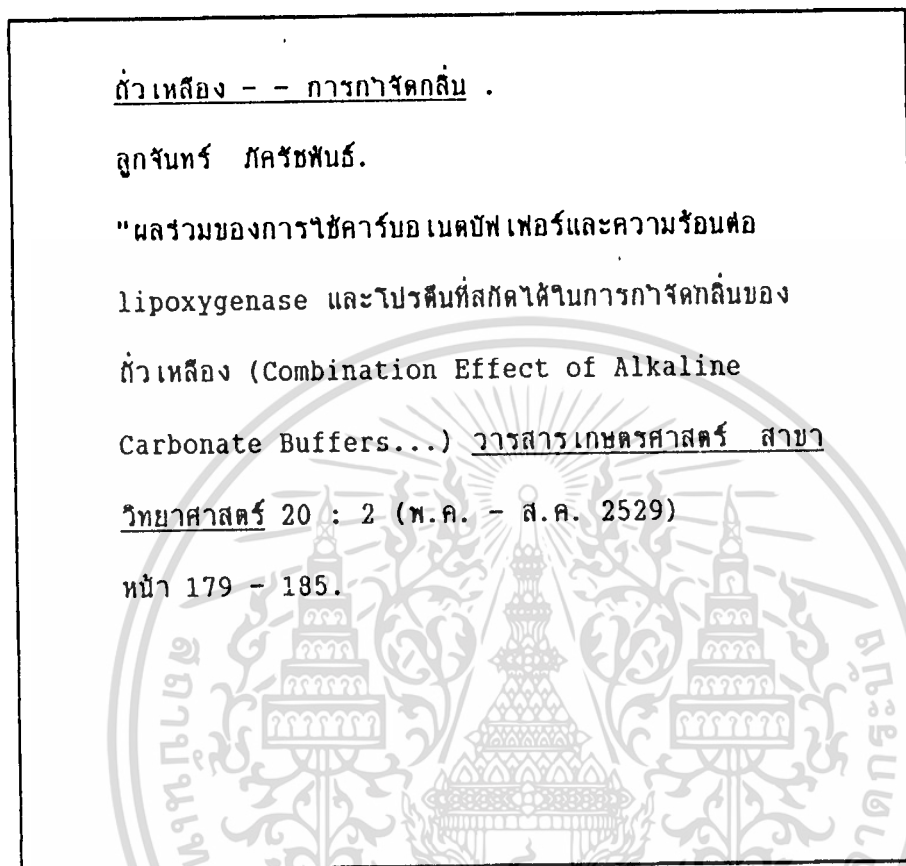 ถั่วเหลือง - - การกำจัดกลิ่น .
ลูกจันทร์ ภัครัชพันธ์.
"ผลร่วมของการใช้คาร์บอเนตบัฟเฟอร์และความร้อนต่อ
lipoxygenase และโปรตีนที่สกัดได้ในการกำจัดกลิ่นของ
ถั่วเหลือง (Combination Effect of Alkaline
Carbonate Buffers...) วารสารเกษตรศาสตร์ สาขา
วิทยาศาสตร์ 20 : 2 (พ.ค. - ส.ค. 2529)
หน้า 179 - 185.